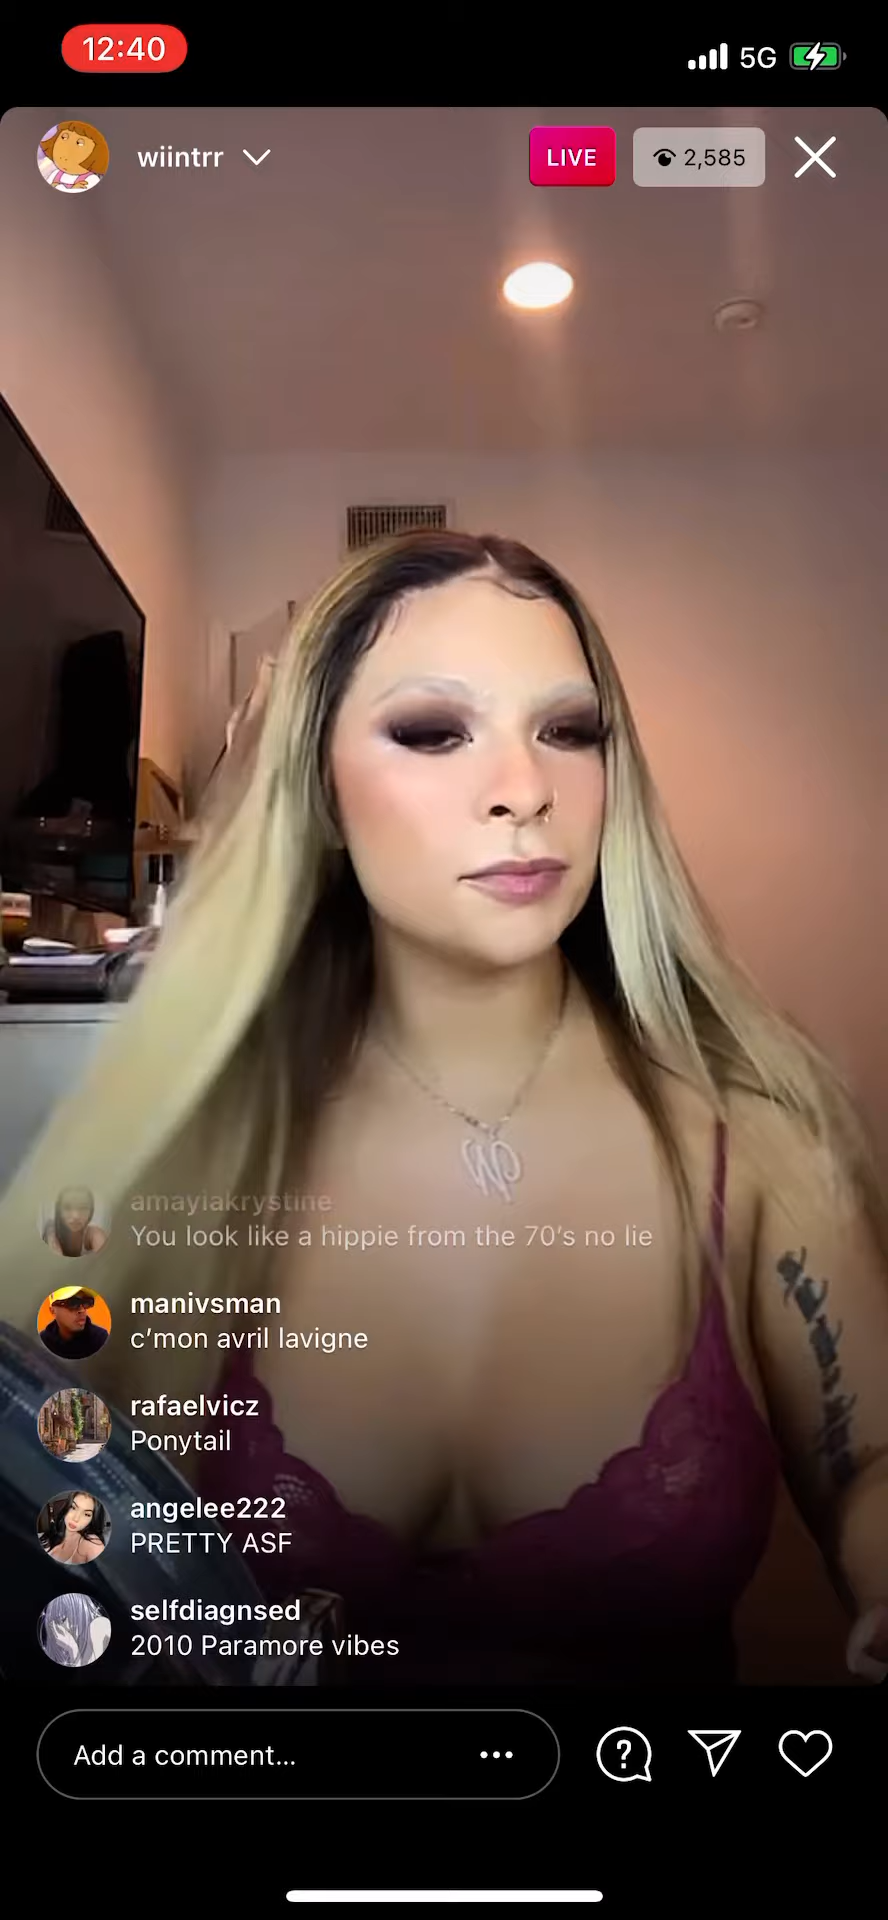 12:40
5G
wiintrr
LIVE
2,585
amaylakrystine
You look like a hippie from the 70's no lie
manivsman
c'mon avril lavigne
rafaelvicz
Ponytail
angelee222
PRETTY ASF
selfdiagnsed
2010 Paramore vibes
Add a comment...